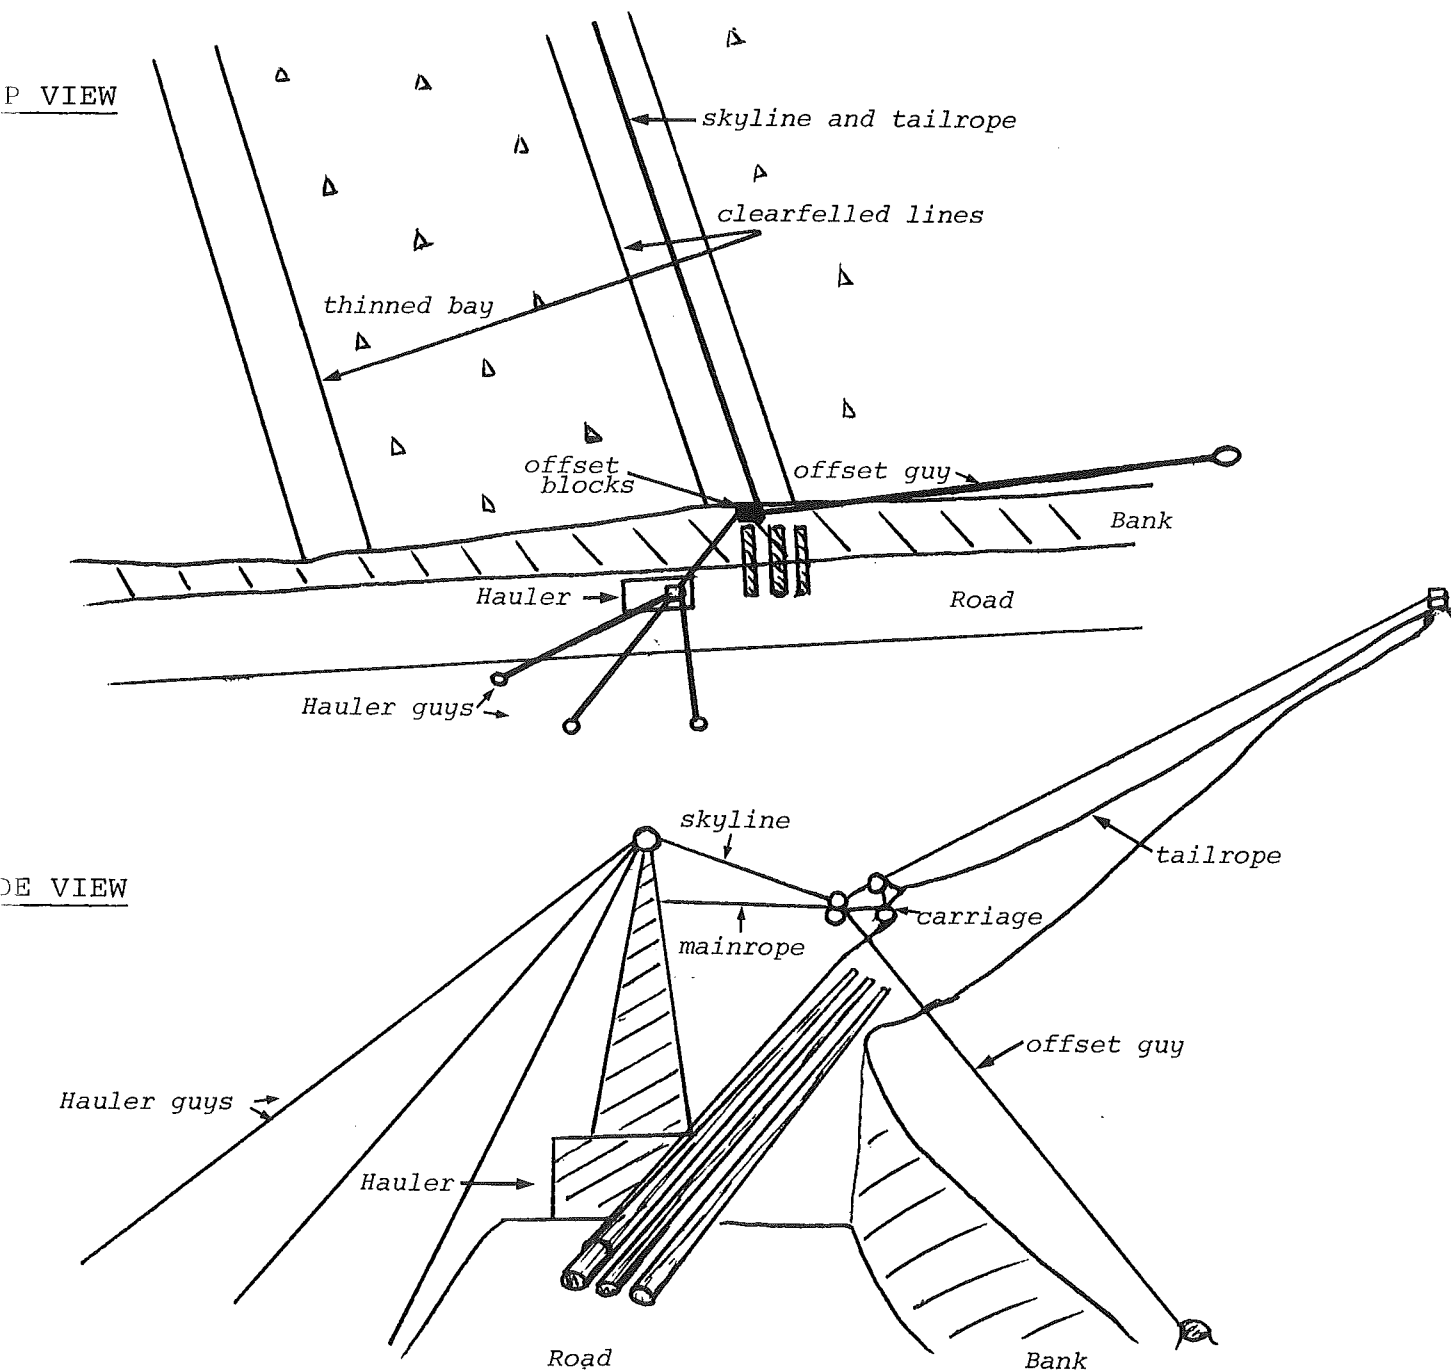 P VIEW
skyline and tailrope
clearfelled lines
thinned bay
offset
blocks
offset guy
Bank
Hauler
Road
Hauler guys
skyline
tailrope
DE VIEW
carriage
mainrope
offset guy
Hauler guys
Hauler
Road
Bank